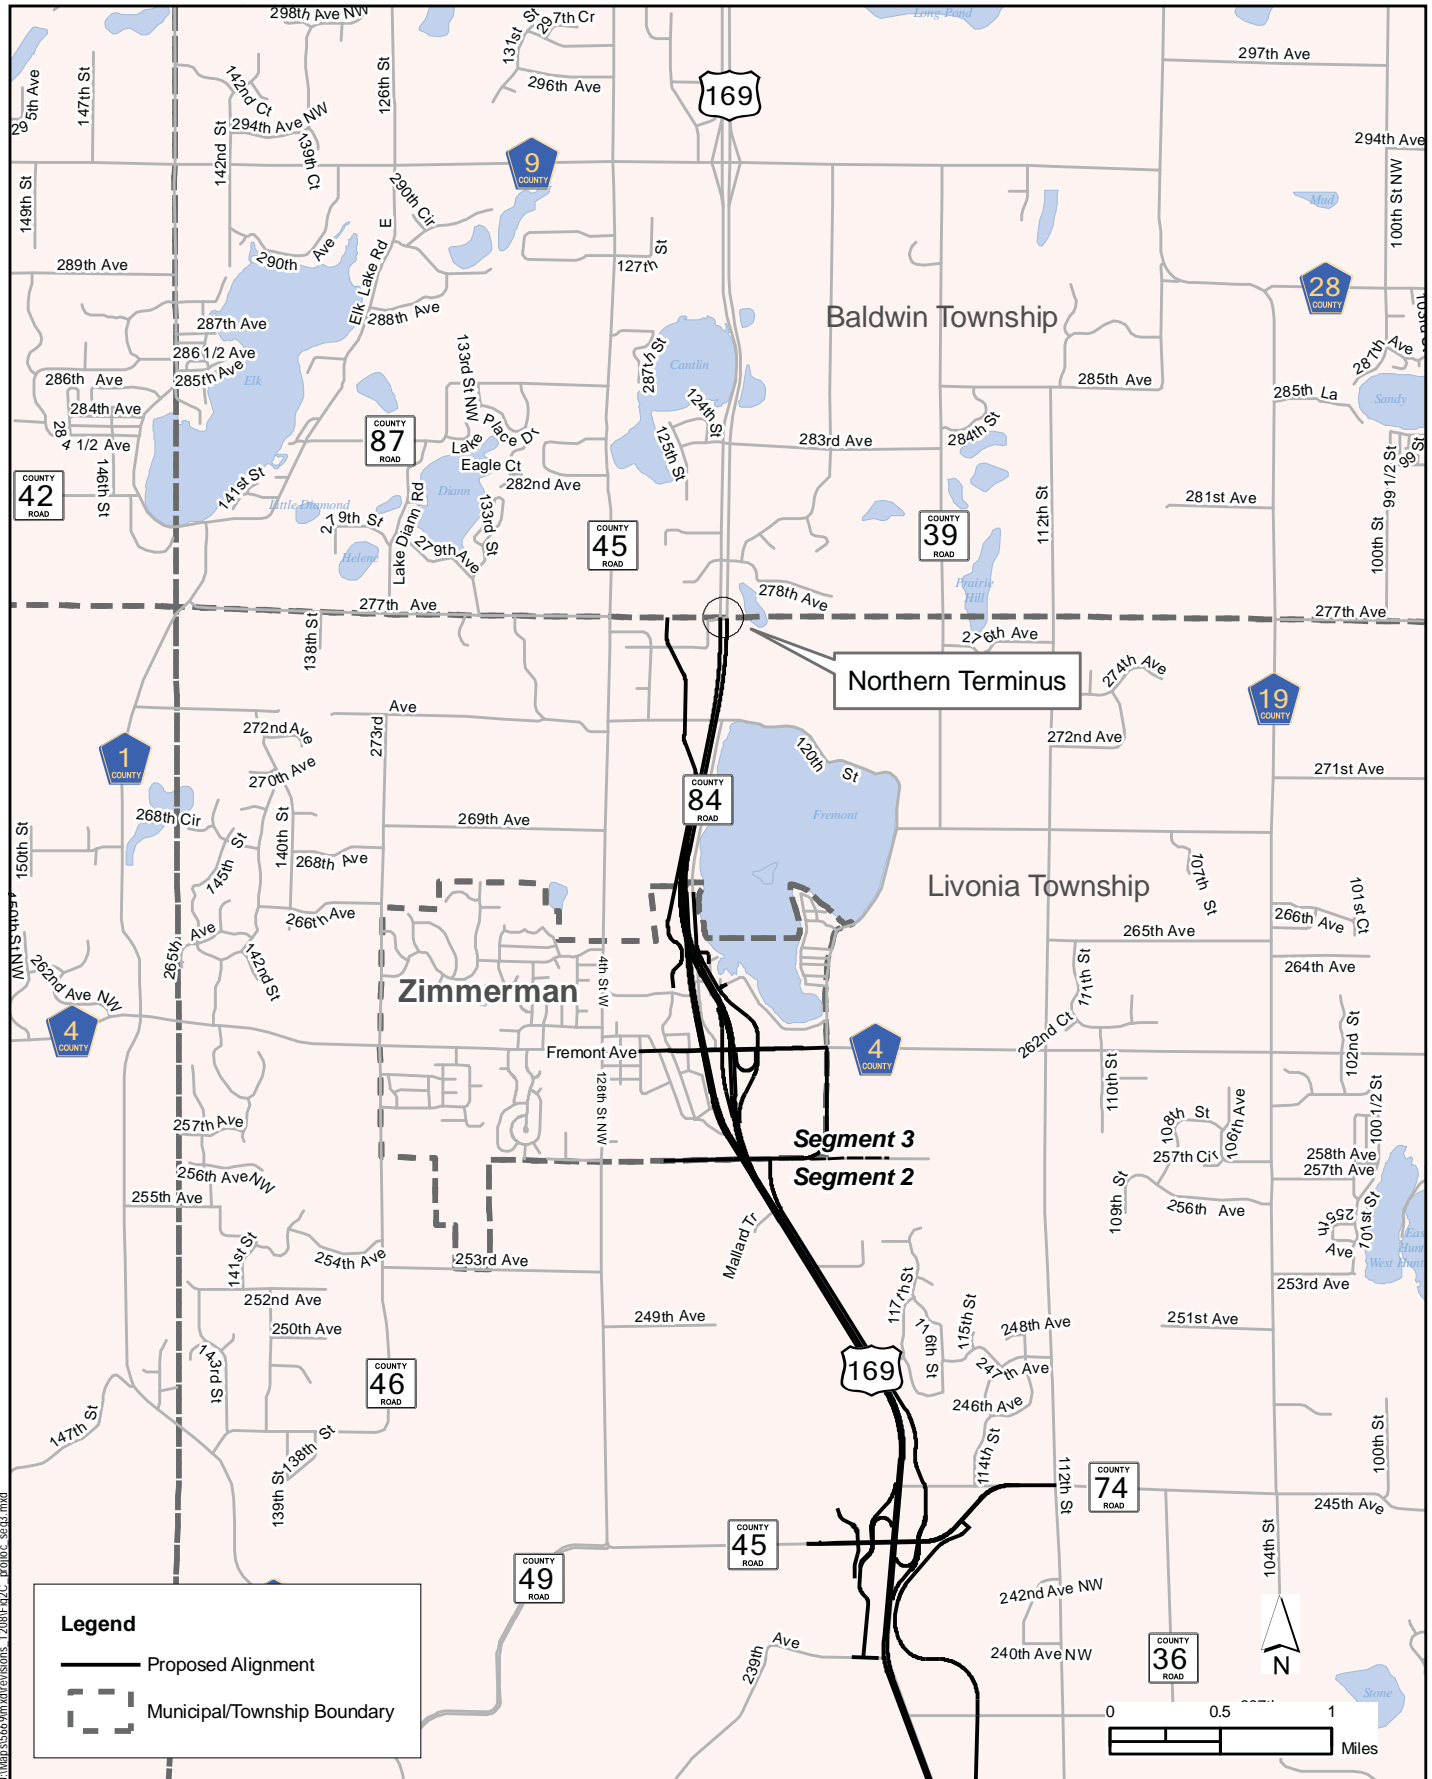 298th Ave NW
131st St
297th Cr
Long Pond
297th Ave
5th Ave
29
147th St
142nd Ct
126th St
296th Ave
169
294th Ave NW
139th Ct
142nd St
9
COUNTY
294th Ave
100th St NW
149th St
290th Cir
Mud
289th Ave
290th Ave
Elk Lake Rd E
127th St
28
COUNTY
287th Ave
288th Ave
Baldwin Township
286 1/2 Ave
285th Ave
286th Ave
Elk
133rd St NW
287th St
Cantlin
285th Ave
287th Ave
285th La
Sandy
284th Ave
28
4 1/2 Ave
COUNTY
87
ROAD
Lake Place Dr
124th St
125th St
283rd Ave
284th St
99 St
99 1/2 St
COUNTY
42
ROAD
146th St
141st St
Eagle Ct
282nd Ave
281st Ave
Little Diamond
Diann
133rd St
279th St
Helene
Lake Diann Rd
279th Ave
COUNTY
45
ROAD
COUNTY
39
ROAD
112th St
100th St
Prairie
Hill
278th Ave
277th Ave
277th Ave
138th St
276th Ave
Northern Terminus
274th Ave
19
COUNTY
273rd Ave
272nd Ave
272nd Ave
1
COUNTY
270th Ave
120th St
271st Ave
COUNTY
84
ROAD
268th Cir
269th Ave
Fremont
150th St
145th St
140th St
268th Ave
Livonia Township
107th St
101st Ct
266th Ave
266th Ave
265th Ave
265th Ave
262nd Ave NW
142nd St
Zimmerman
4th St W
111th St
264th Ave
4
COUNTY
Fremont Ave
4
COUNTY
262nd Ct
102nd St
128th St NW
110th St
100 1/2 St
257th Ave
108th St
106th Ave
Segment 3
Segment 2
257th Cir
258th Ave
257th Ave
256th Ave NW
255th Ave
109th St
256th Ave
255th Ave
101st St
141st St
254th Ave
253rd Ave
Mallard Tr
West Hunt
253rd Ave
252nd Ave
250th Ave
249th Ave
117th St
116th St
115th St
248th Ave
251st Ave
143rd St
169
247th Ave
COUNTY
46
ROAD
246th Ave
147th St
138th St
139th St
114th St
112th St
COUNTY
74
ROAD
100th St
245th Ave
COUNTY
45
ROAD
104th St
COUNTY
49
ROAD
242nd Ave NW
239th Ave
240th Ave NW
COUNTY
36
ROAD
N
Stone
Legend
Proposed Alignment
Municipal/Township Boundary
0 0.5 1
Miles